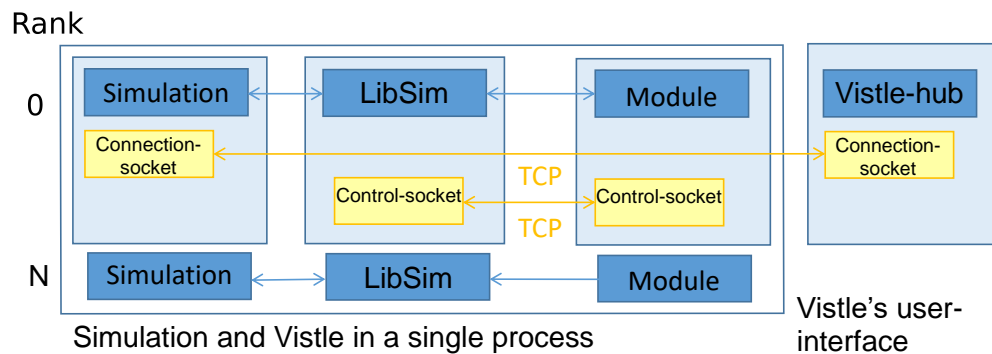 Rank
0
Simulation
LibSim
Module
Vistle-hub
Connection-
socket
Connection-
socket
TCP
Control-socket
Control-socket
TCP
N
Simulation
LibSim
Module
Simulation and Vistle in a single process
Vistle's user-
interface